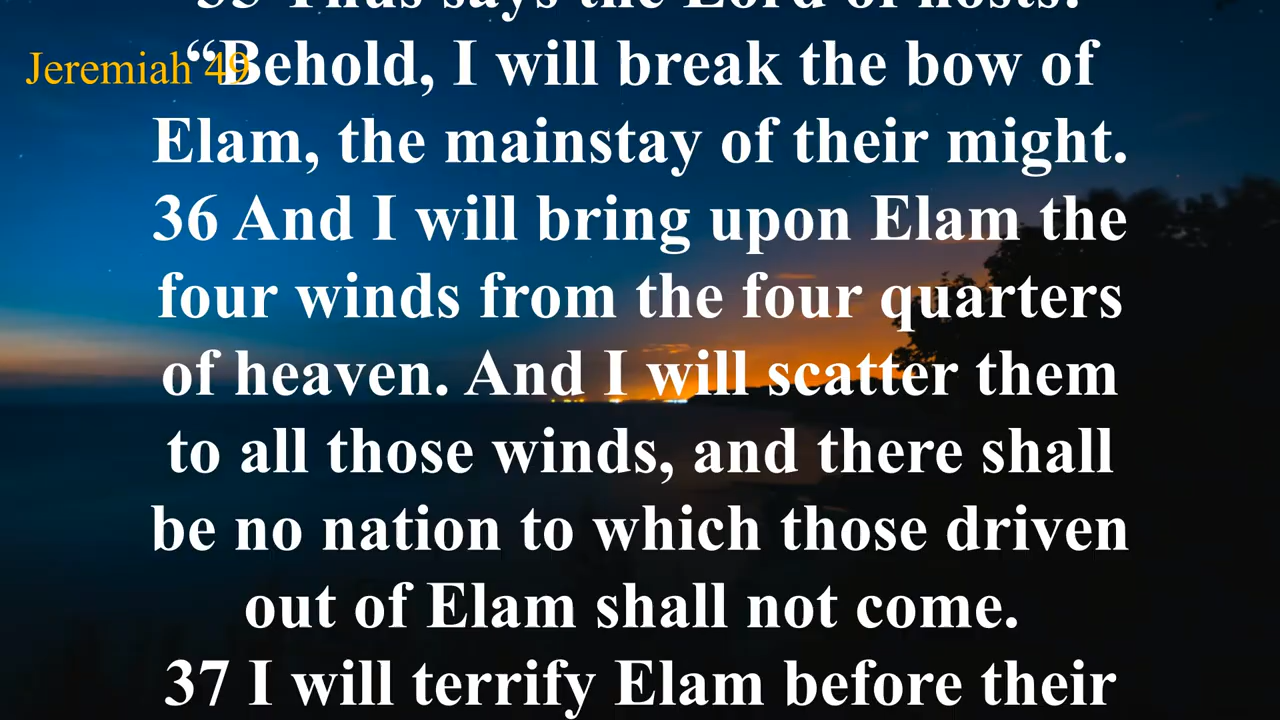 35 Thus says the Lord of hosts:
Jeremiah 49
“Behold, I will break the bow of
Elam, the mainstay of their might.
36 And I will bring upon Elam the
four winds from the four quarters
of heaven. And I will scatter them
to all those winds, and there shall
be no nation to which those driven
out of Elam shall not come.
37 I will terrify Elam before their